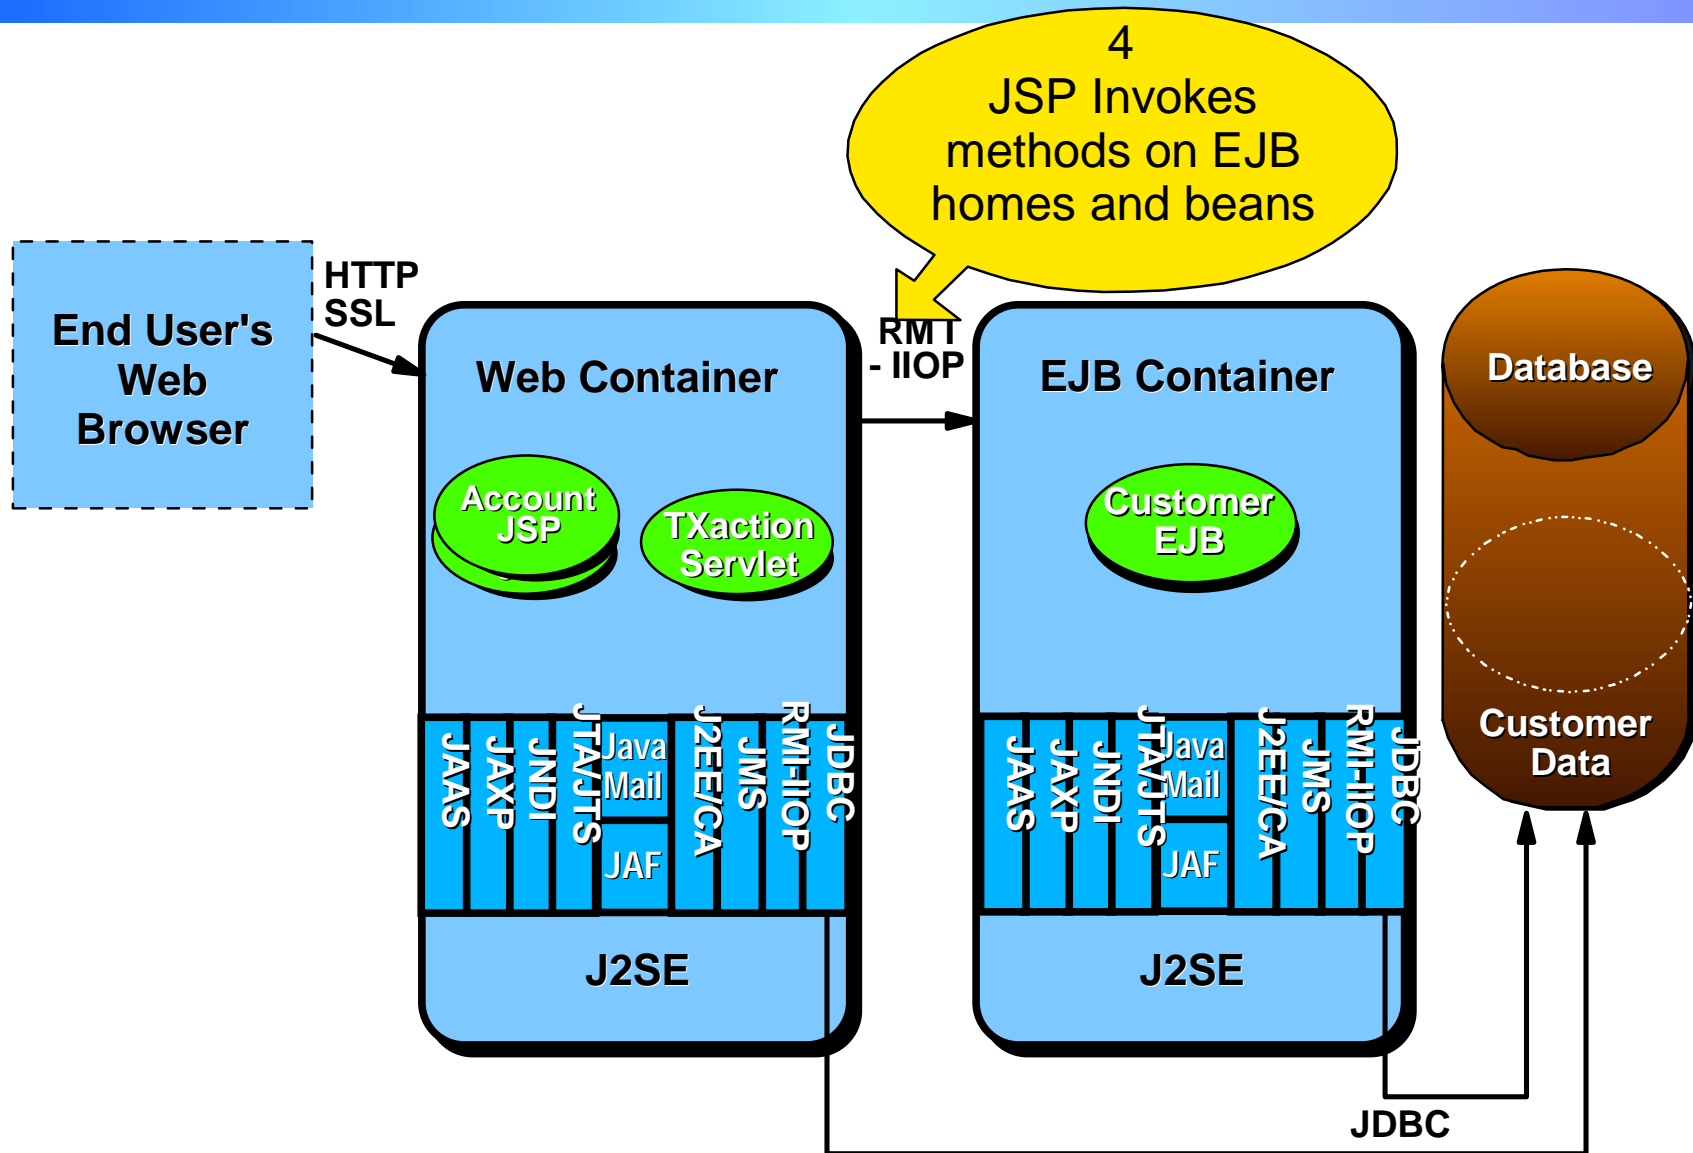 4
JSP Invokes
methods on EJB
homes and beans
HTTP
SSL
End User's
Web
Browser
Web Container
RMT
- IIOP
EJB Container
Database
Account
JSP
TXaction
Servlet
Customer
EJB
JAAS
JAXP
JNDI
JTA/JTS
Java
Mail
JAF
J2EE/CA
JMS
RMI-IIOP
JDBC
JAAS
JAXP
JNDI
JTA/JTS
Java
Mail
JAF
J2EE/CA
JMS
RMI-IIOP
JDBC
Customer
Data
J2SE
J2SE
JDBC